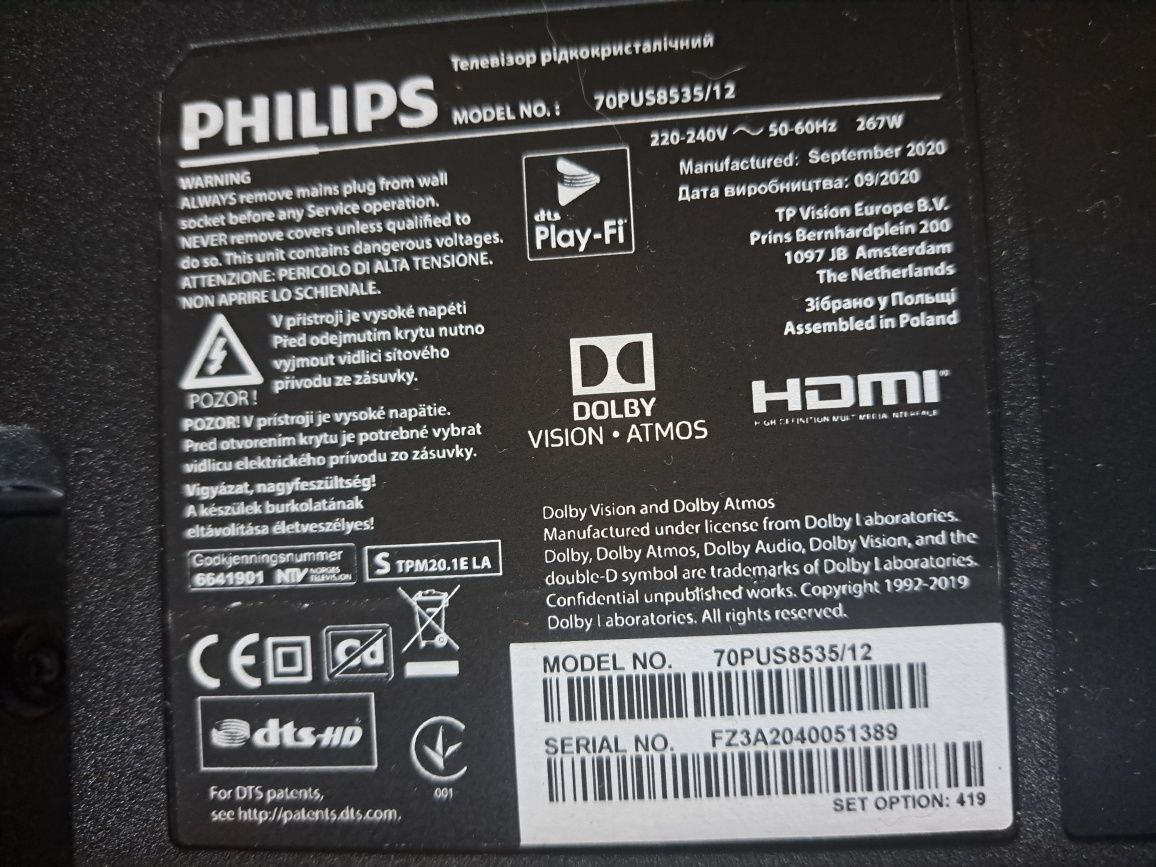 Телевізор рідкокристалічний
PHILIPS MODEL NO. : 70PUS8535/12
220-240V ~ 50-60Hz 267W
Manufactured: September 2020
Дата виробництва: 09/2020
TP Vision Europe B.V.
Prins Bernhardplein 200
1097 JB Amsterdam
The Netherlands
Зібрано у Польщі
Assembled in Poland
WARNING
ALWAYS remove mains plug from wall
socket before any Service operation.
NEVER remove covers unless qualified to
do so. This unit contains dangerous voltages.
ATTENZIONE: PERICOLO DI ALTA TENSIONE.
NON APRIRE LO SCHIENALE.
dts
Play-Fi
V přístroji je vysoké napětí
Před odejmutím krytu nutno
vyjmout vidlici síťového
přívodu ze zásuvky.
POZOR !
POZOR! V prístroji je vysoké napätie.
Pred otvorením krytu je potrebné vybrat
vidlicu elektrického prívodu zo zásuvky.
Vigyázat, nagyfeszültség!
A készülek burkolatának
eltávolítása életveszélyes!
DOLBY
VISION • ATMOS
HDMI
HIGH DEFINITION MULTIMEDIA INTERFACE
Godkjenningsnummer
6641901 NTV NORGES
TELEVISJON
S TPM20.1E LA
Dolby Vision and Dolby Atmos
Manufactured under license from Dolby Laboratories.
Dolby, Dolby Atmos, Dolby Audio, Dolby Vision, and the
double-D symbol are trademarks of Dolby Laboratories.
Confidential unpublished works. Copyright 1992-2019
Dolby Laboratories. All rights reserved.
CE
Cd
dts-HD
001
For DTS patents,
see http://patents.dts.com.
MODEL NO. 70PUS8535/12
SERIAL NO. FZ3A2040051389
SET OPTION: 419